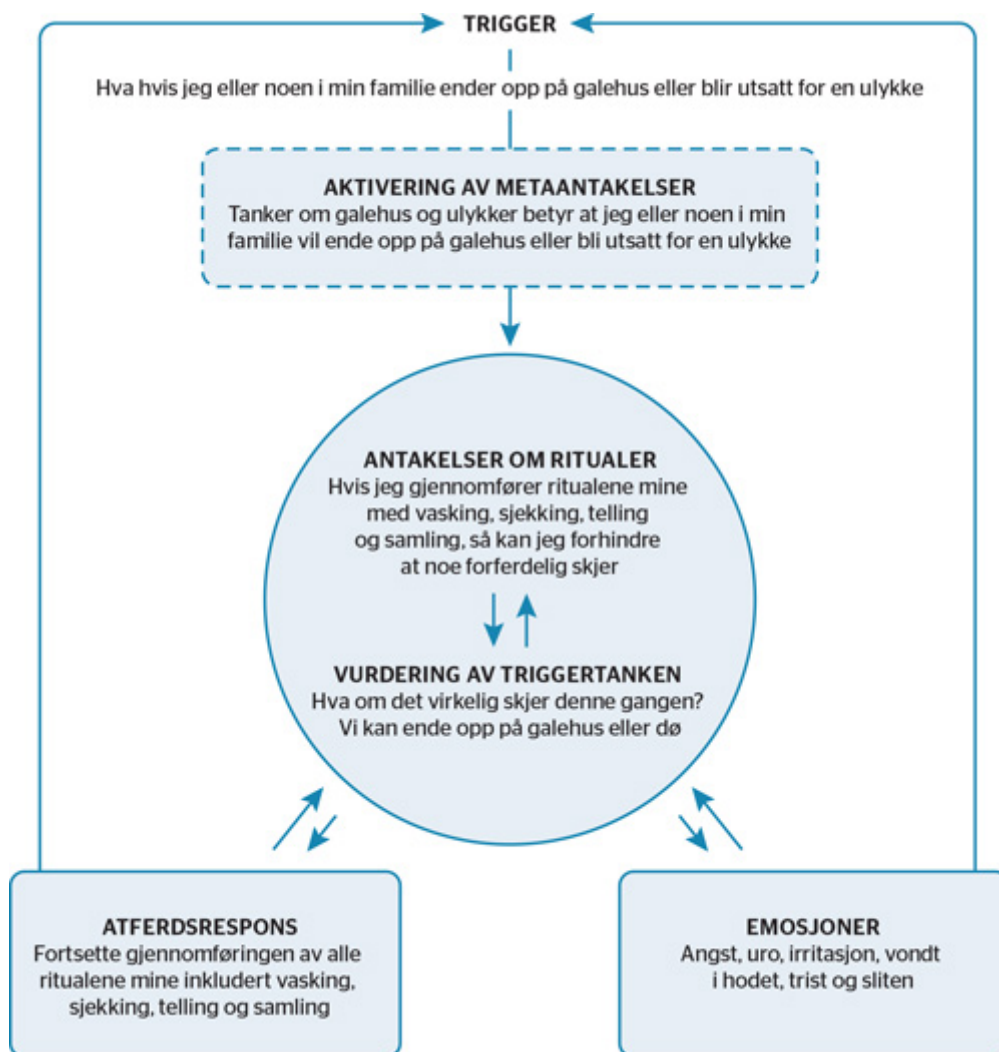 TRIGGER
Hva hvis jeg eller noen i min familie ender opp på galehus eller blir utsatt for en ulykke
AKTIVERING AV METAANTAKELSER
Tanker om galehus og ulykker betyr at jeg eller noen i min
familie vil ende opp på galehus eller bli utsatt for en ulykke
ANTAKELSER OM RITUALER
Hvis jeg gjennomfører ritualene mine
med vasking, sjekking, telling
og samling, så kan jeg forhindre
at noe forferdelig skjer
VURDERING AV TRIGGERTANKEN
Hva om det virkelig skjer denne gangen?
Vi kan ende opp på galehus eller dø
ATFERDSRESPONS
Fortsette gjennomføringen av alle
ritualene mine inkludert vasking,
sjekking, telling og samling
EMOSJONER
Angst, uro, irritasjon, vondt
i hodet, trist og sliten